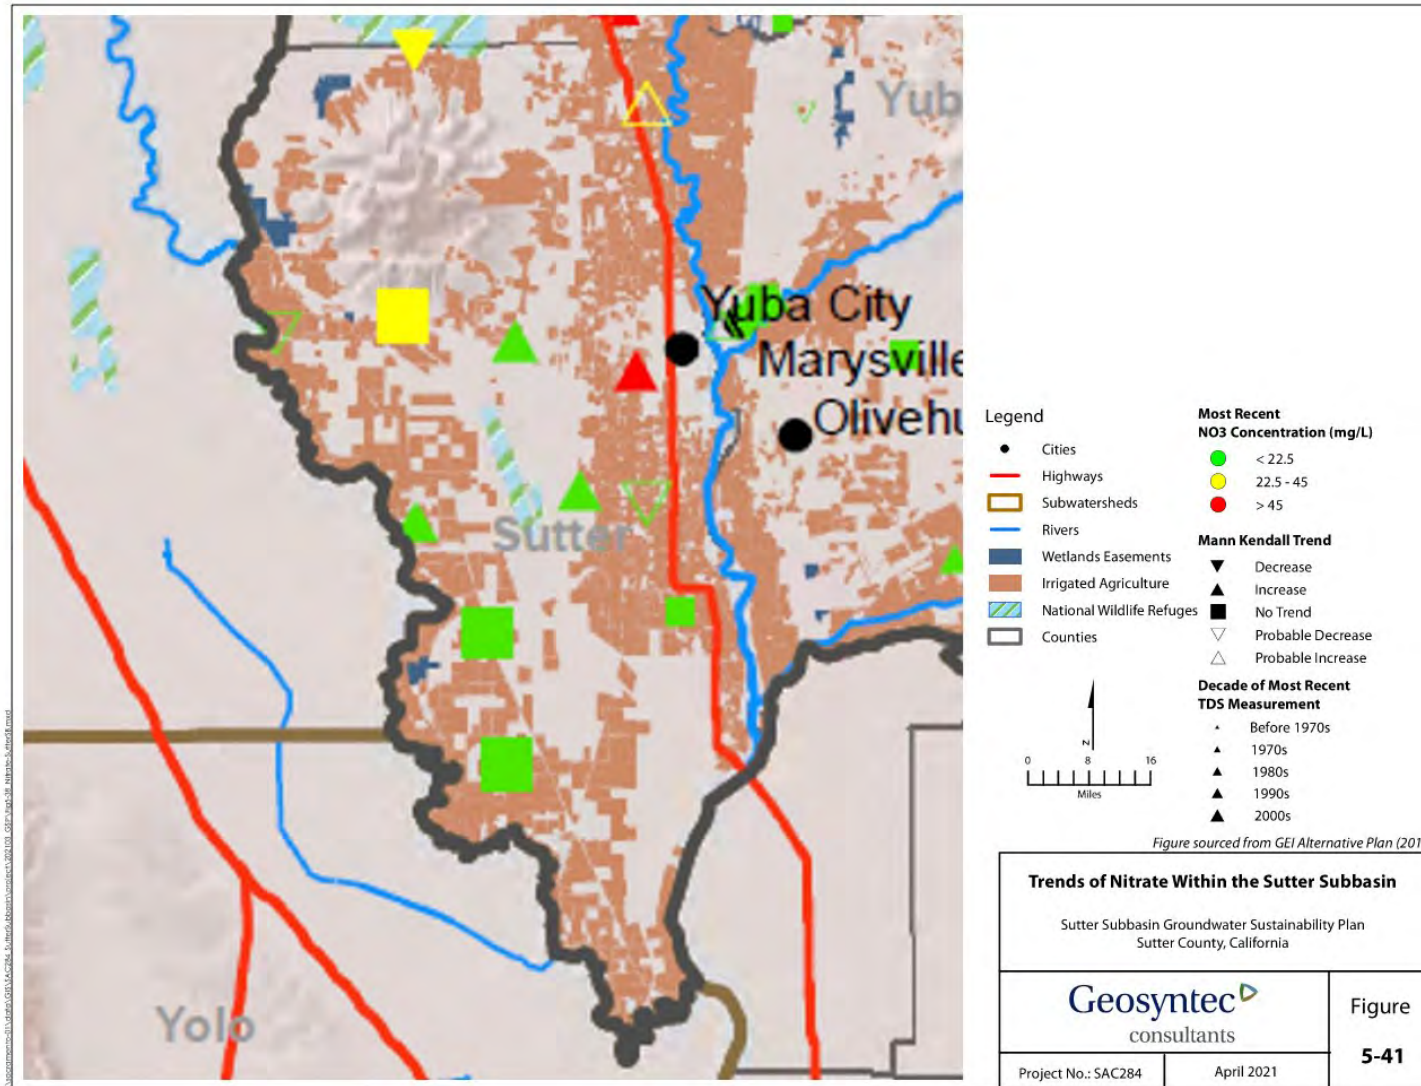 Yub
Yuba City
Marysville
Olivehu
Sutter
Yolo
Legend
Cities
Highways
Subwatersheds
Rivers
Wetlands Easements
Irrigated Agriculture
National Wildlife Refuges
Counties
N
0 8 16
Miles
Most Recent
NO3 Concentration (mg/L)
< 22.5
22.5 - 45
> 45
Mann Kendall Trend
Decrease
Increase
No Trend
Probable Decrease
Probable Increase
Decade of Most Recent
TDS Measurement
Before 1970s
1970s
1980s
1990s
2000s
Figure sourced from GEI Alternative Plan (201
Trends of Nitrate Within the Sutter Subbasin
Sutter Subbasin Groundwater Sustainability Plan
Sutter County, California
Geosyntec
consultants
Figure
5-41
Project No.: SAC284
April 2021